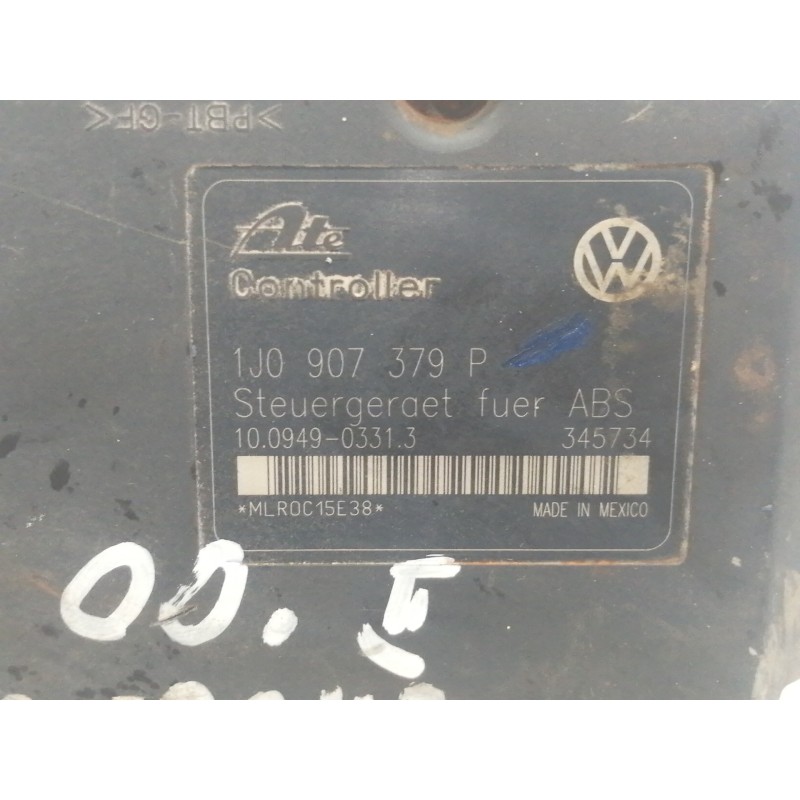 >PBT-GF<
Ate
VW
Controller
1J0 907 379 P
Steuergeraet fuer ABS
10.0949-0331.3 345734
*MLR0C15E38* MADE IN MEXICO